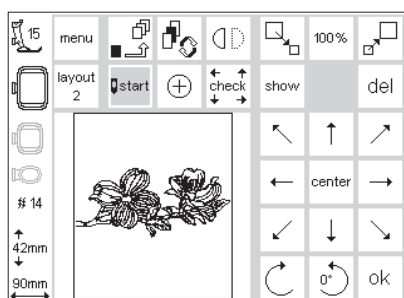 15 menu 100%
layout
2 start check show del
center
# 14
42mm
90mm 0° ok